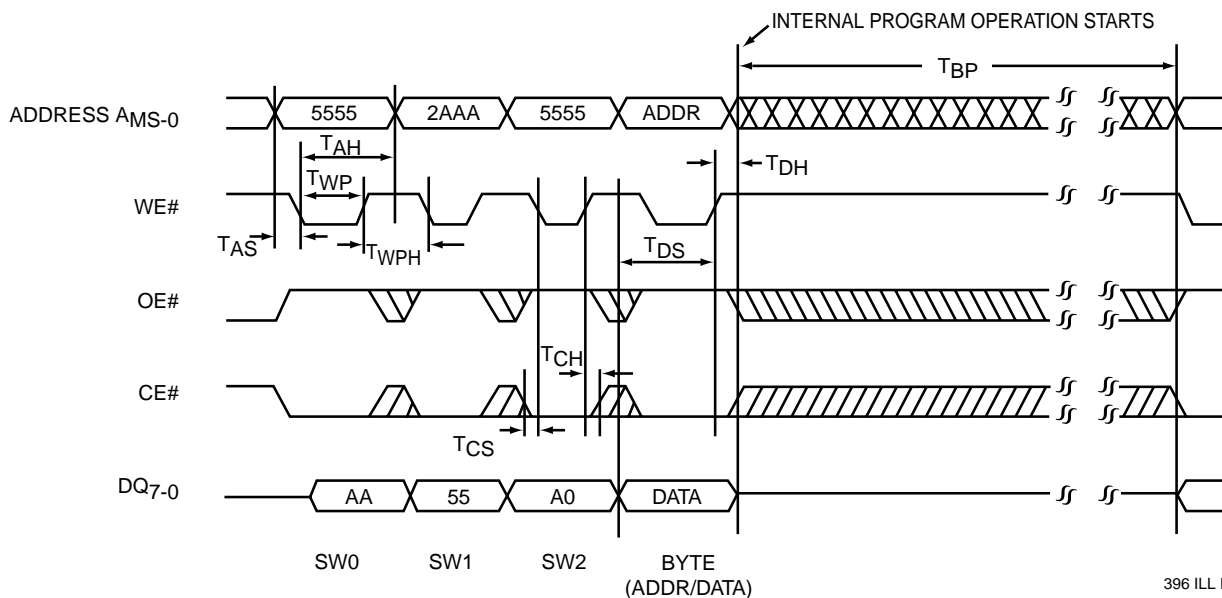 INTERNAL PROGRAM OPERATION STARTS
TBP
ADDRESS AMS-0
5555 2AAA 5555 ADDR
TAH
TDH
TWP
WE#
TAS
TWPH
TDS
OE#
TCH
CE#
TCS
DQ7-0
AA 55 A0 DATA
SW0 SW1 SW2 BYTE
(ADDR/DATA)
396 ILL